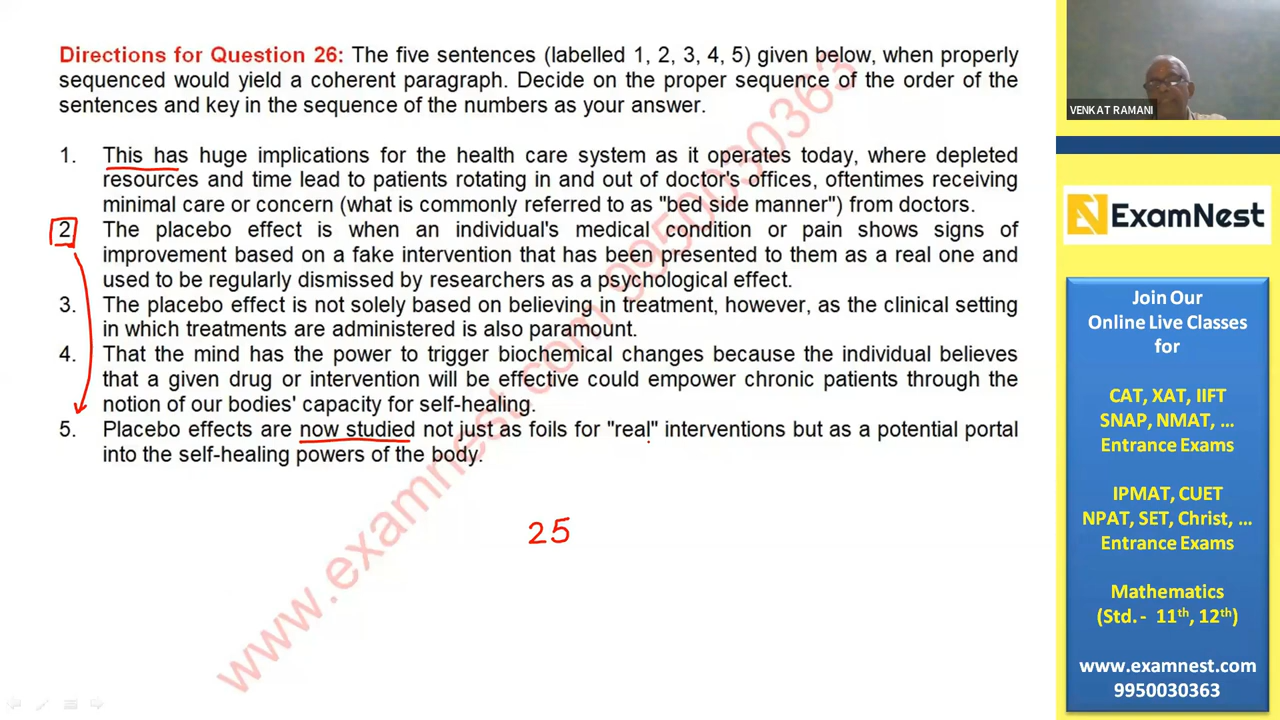 Directions for Question 26: The five sentences (labelled 1, 2, 3, 4, 5) given below, when properly
sequenced would yield a coherent paragraph. Decide on the proper sequence of the order of the
sentences and key in the sequence of the numbers as your answer.
1. This has huge implications for the health care system as it operates today, where depleted
resources and time lead to patients rotating in and out of doctor's offices, oftentimes receiving
minimal care or concern (what is commonly referred to as "bed side manner") from doctors.
2. The placebo effect is when an individual's medical condition or pain shows signs of
improvement based on a fake intervention that has been presented to them as a real one and
used to be regularly dismissed by researchers as a psychological effect.
3. The placebo effect is not solely based on believing in treatment, however, as the clinical setting
in which treatments are administered is also paramount.
4. That the mind has the power to trigger biochemical changes because the individual believes
that a given drug or intervention will be effective could empower chronic patients through the
notion of our bodies' capacity for self-healing.
5. Placebo effects are now studied not just as foils for "real" interventions but as a potential portal
into the self-healing powers of the body.
25
www.examnest.com 9950030363
VENKAT RAMANI
ExamNest
Join Our
Online Live Classes
for
CAT, XAT, IIFT
SNAP, NMAT, ...
Entrance Exams
IPMAT, CUET
NPAT, SET, Christ, ...
Entrance Exams
Mathematics
(Std. - 11th, 12th)
www.examnest.com
9950030363